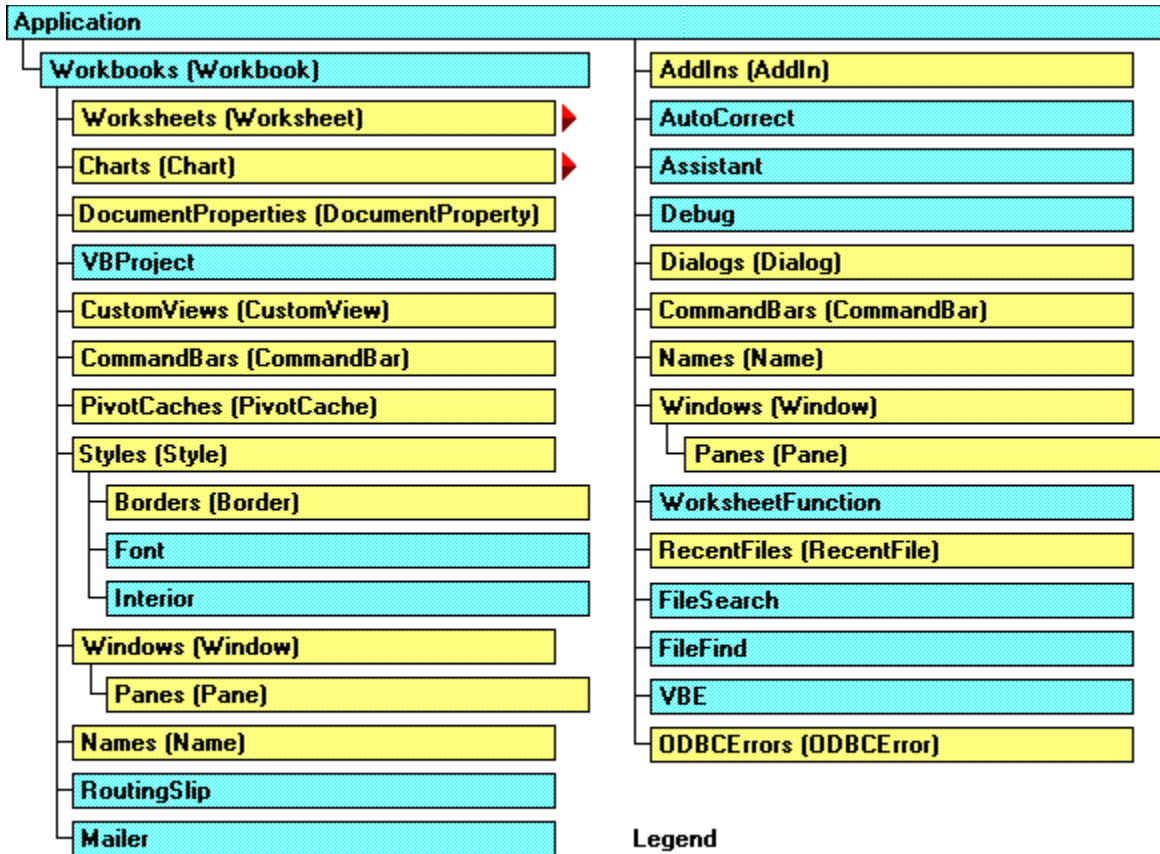 Application
Workbooks (Workbook)
Worksheets (Worksheet)
Charts (Chart)
DocumentProperties (DocumentProperty)
VBProject
CustomViews (CustomView)
CommandBars (CommandBar)
PivotCaches (PivotCache)
Styles (Style)
Borders (Border)
Font
Interior
Windows (Window)
Panes (Pane)
Names (Name)
RoutingSlip
Mailer
AddIns (AddIn)
AutoCorrect
Assistant
Debug
Dialogs (Dialog)
CommandBars (CommandBar)
Names (Name)
Windows (Window)
Panes (Pane)
WorksheetFunction
RecentFiles (RecentFile)
FileSearch
FileFind
VBE
ODBCErrors (ODBCError)
Legend